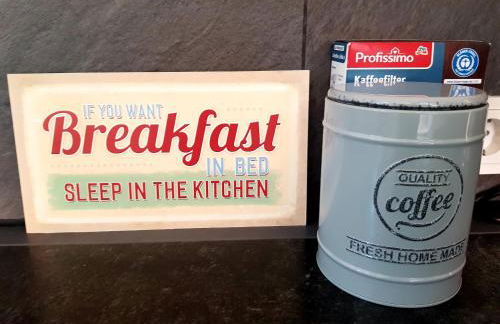 IF YOU WANT
Breakfast
IN BED
SLEEP IN THE KITCHEN
Profissimo
Kaffeefilter
QUALITY
coffee
FRESH HOME MADE